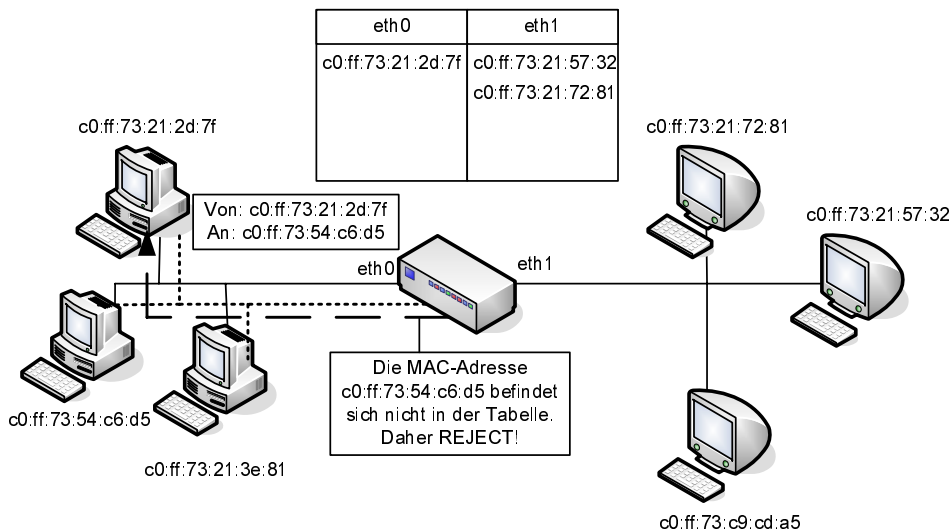 eth0
eth1
c0:ff:73:21:2d:7f
c0:ff:73:21:57:32
c0:ff:73:21:72:81
c0:ff:73:21:2d:7f
c0:ff:73:21:72:81
Von: c0:ff:73:21:2d:7f
An: c0:ff:73:54:c6:d5
c0:ff:73:21:57:32
eth0
eth1
Die MAC-Adresse
c0:ff:73:54:c6:d5 befindet
sich nicht in der Tabelle.
Daher REJECT!
c0:ff:73:54:c6:d5
c0:ff:73:21:3e:81
c0:ff:73:c9:cd:a5